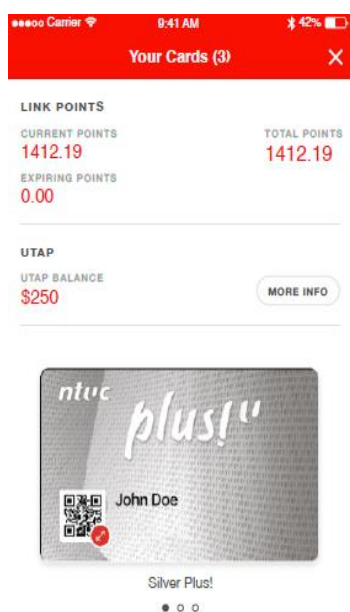 Carrier 9:41 AM 42%
Your Cards (3) X
LINK POINTS
CURRENT POINTS TOTAL POINTS
1412.19 1412.19
EXPIRING POINTS
0.00
UTAP
UTAP BALANCE
$250 MORE INFO
ntuc plus! u
John Doe
Silver Plus!